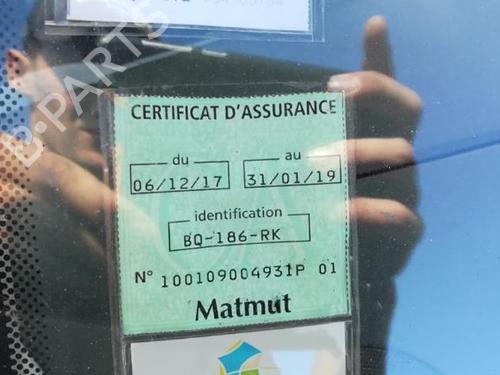 CERTIFICAT D'ASSURANCE
du au
06/12/17 31/01/19
identification
BQ-186-RK
N° 100109004931P 01
Matmut
B-PARTS